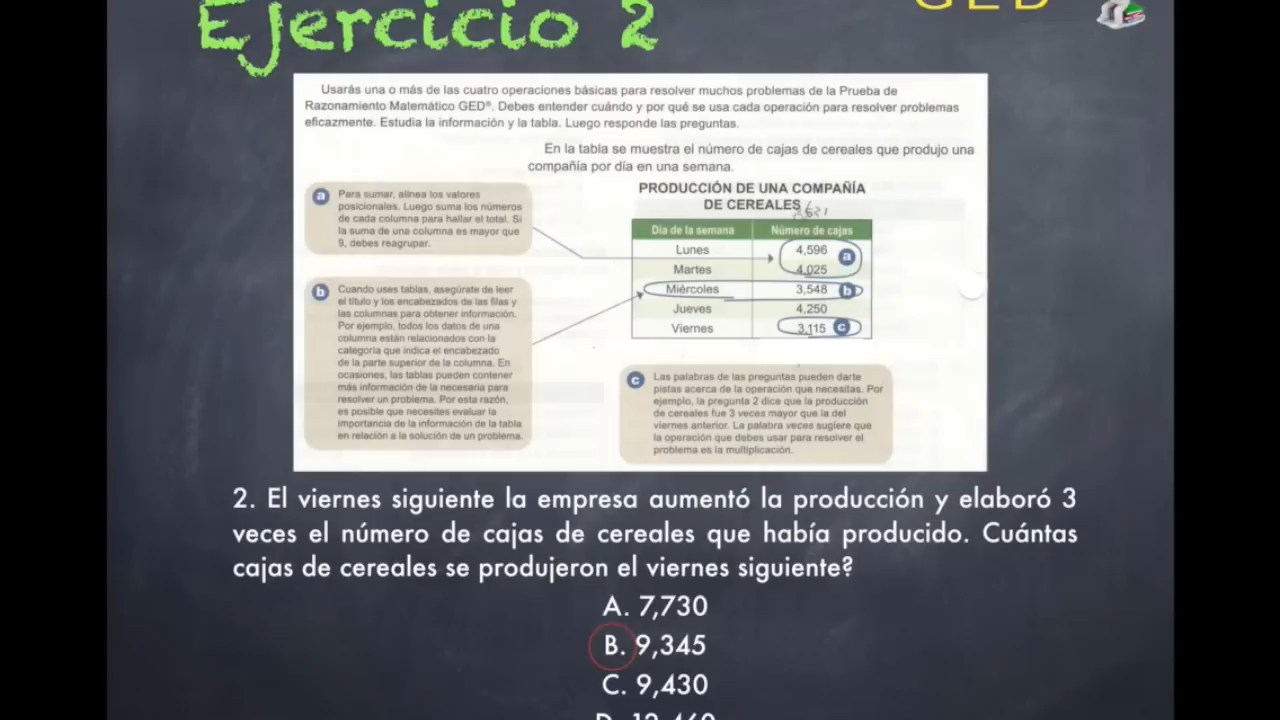 Ejercicio 2
GED
Usarás una o más de las cuatro operaciones básicas para resolver muchos problemas de la Prueba de
Razonamiento Matemático GED®. Debes entender cuándo y por qué se usa cada operación para resolver problemas
eficazmente. Estudia la información y la tabla. Luego responde las preguntas.
En la tabla se muestra el número de cajas de cereales que produjo una
compañía por día en una semana.
a Para sumar, alinea los valores
posicionales. Luego suma los números
de cada columna para hallar el total. Si
la suma de una columna es mayor que
9, debes reagrupar.
PRODUCCIÓN DE UNA COMPAÑÍA
DE CEREALES
Día de la semana Número de cajas
Lunes 4,596
a
Martes 4,025
Miércoles 3,548 b
Jueves 4,250
Viernes 3,115 c
b Cuando uses tablas, asegúrate de leer
el título y los encabezados de las filas y
las columnas para obtener información.
Por ejemplo, todos los datos de una
columna están relacionados con la
categoría que indica el encabezado
de la parte superior de la columna. En
ocasiones, las tablas pueden contener
más información de la necesaria para
resolver un problema. Por esta razón,
es posible que necesites evaluar la
importancia de la información de la tabla
en relación a la solución de un problema.
c Las palabras de las preguntas pueden darte
pistas acerca de la operación que necesitas. Por
ejemplo, la pregunta 2 dice que la producción
de cereales fue 3 veces mayor que la del
viernes anterior. La palabra veces sugiere que
la operación que debes usar para resolver el
problema es la multiplicación.
2. El viernes siguiente la empresa aumentó la producción y elaboró 3
veces el número de cajas de cereales que había producido. Cuántas
cajas de cereales se produjeron el viernes siguiente?
A. 7,730
B. 9,345
C. 9,430